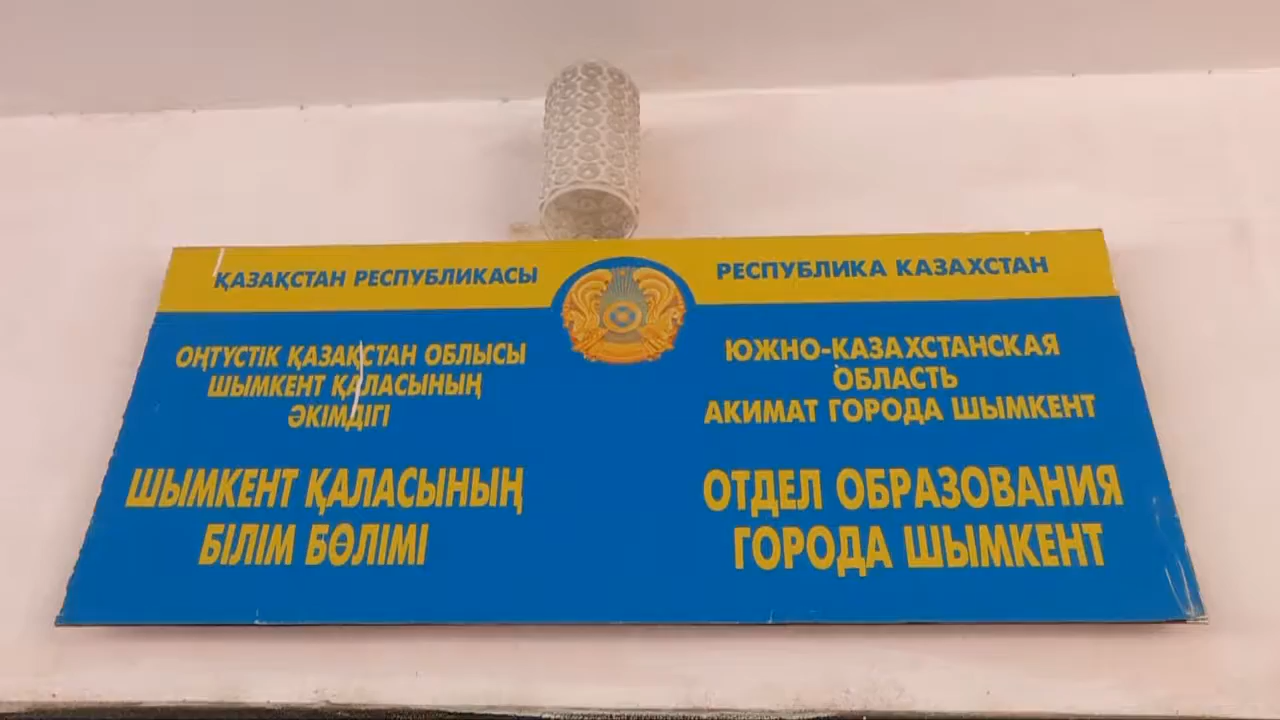 ҚАЗАҚСТАН РЕСПУБЛИКАСЫ
ОҢТҮСТІК ҚАЗАҚСТАН ОБЛЫСЫ
ШЫМКЕНТ ҚАЛАСЫНЫҢ
ӘКІМДІГІ
ШЫМКЕНТ ҚАЛАСЫНЫҢ
БІЛІМ БӨЛІМІ
РЕСПУБЛИКА КАЗАХСТАН
ЮЖНО-КАЗАХСТАНСКАЯ
ОБЛАСТЬ
АКИМАТ ГОРОДА ШЫМКЕНТ
ОТДЕЛ ОБРАЗОВАНИЯ
ГОРОДА ШЫМКЕНТ